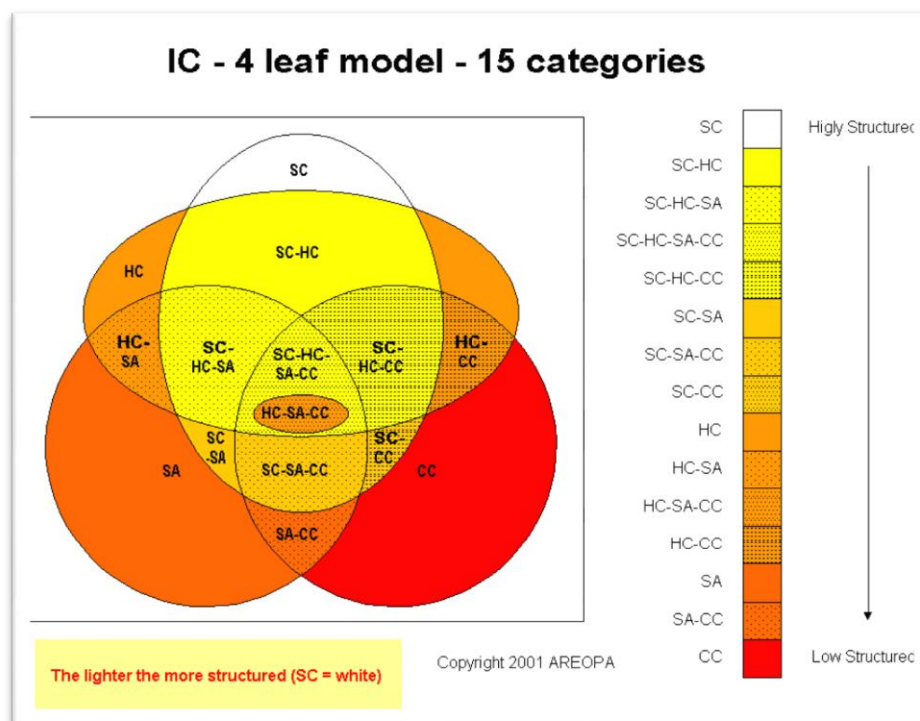 IC - 4 leaf model - 15 categories
SC
SC-HC
HC
HC-
SA
SC-
HC-SA
SC-HC-
SA-CC
SC-
HC-CC
HC-
CC
HC-SA-CC
SC
-SA
SC-
CC
SA
SC-SA-CC
CC
SA-CC
The lighter the more structured (SC = white)
Copyright 2001 AREOPA
SC
Higly Structured
SC-HC
SC-HC-SA
SC-HC-SA-CC
SC-HC-CC
SC-SA
SC-SA-CC
SC-CC
HC
HC-SA
HC-SA-CC
HC-CC
SA
SA-CC
CC
Low Structured